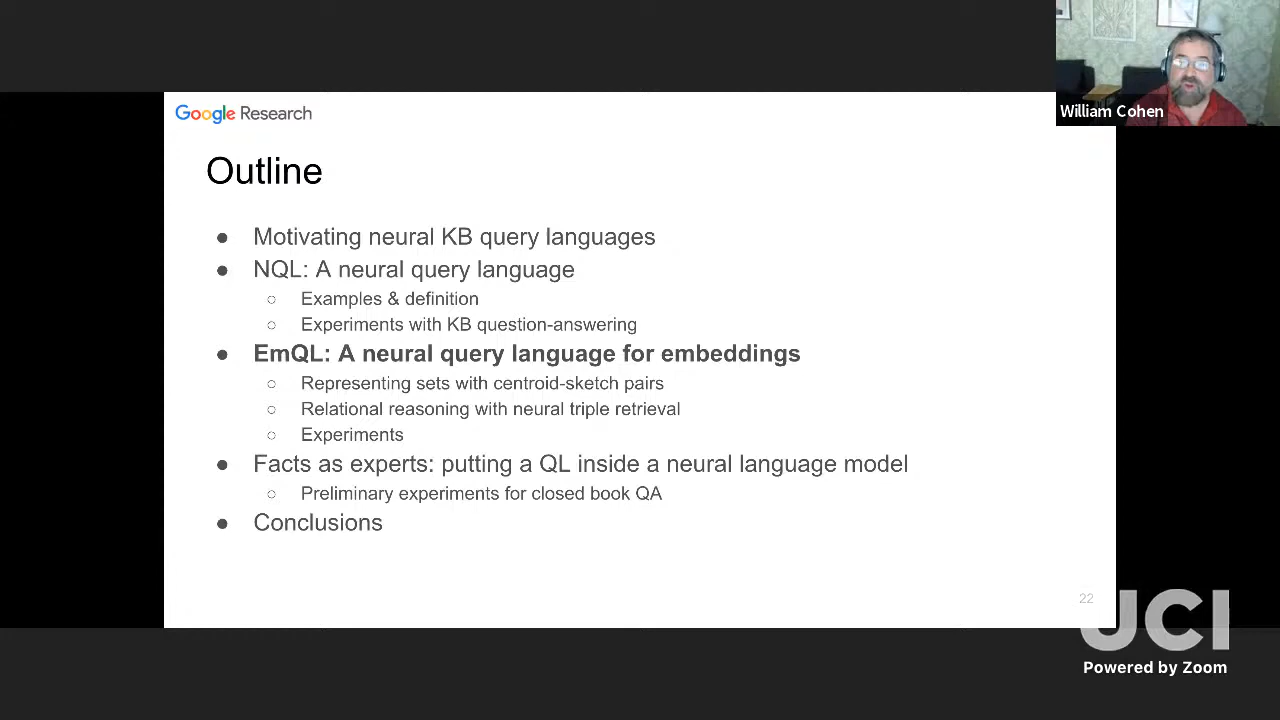 Google Research
William Cohen
Outline
● Motivating neural KB query languages
● NQL: A neural query language
○ Examples & definition
○ Experiments with KB question-answering
● EmQL: A neural query language for embeddings
○ Representing sets with centroid-sketch pairs
○ Relational reasoning with neural triple retrieval
○ Experiments
● Facts as experts: putting a QL inside a neural language model
○ Preliminary experiments for closed book QA
● Conclusions
22
UCI
Powered by Zoom